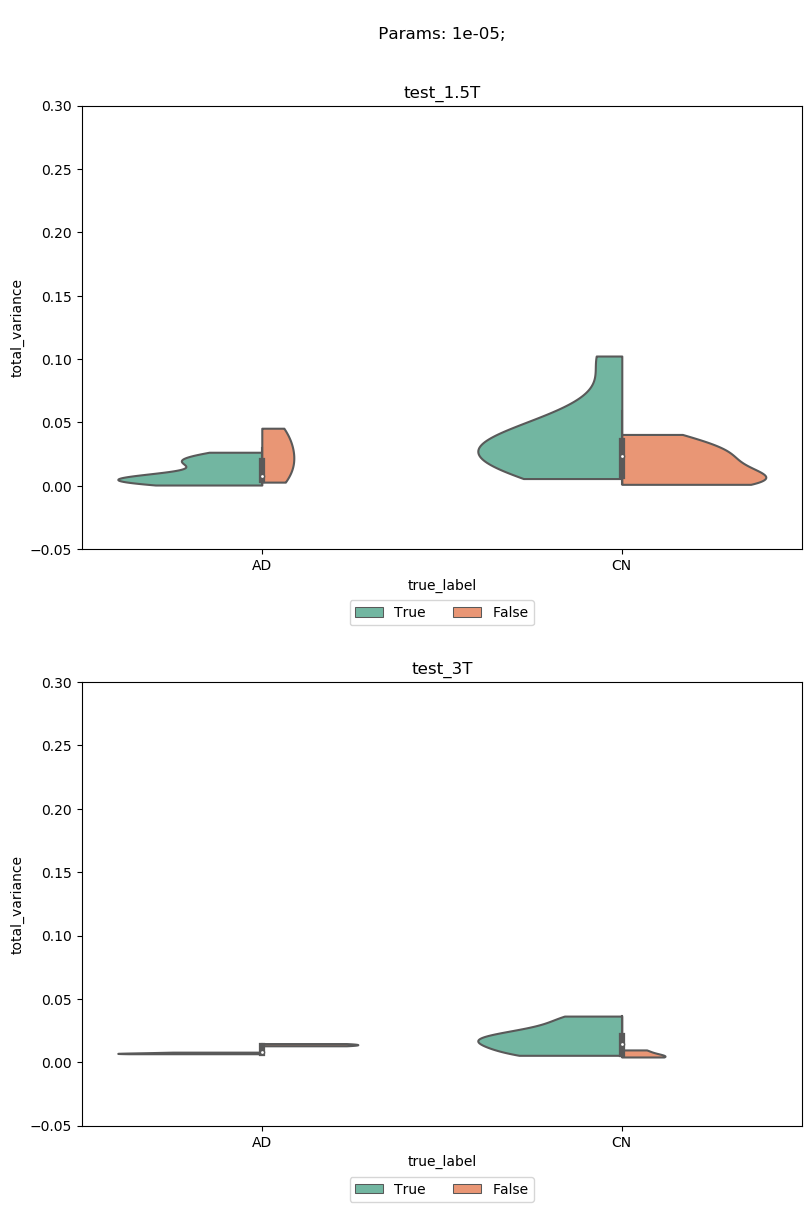 Params: 1e-05;
test_1.5T
0.30
0.25
0.20
0.15
0.10
0.05
0.00
−0.05
total_variance
AD CN
true_label
True False
test_3T
0.30
0.25
0.20
0.15
0.10
0.05
0.00
−0.05
total_variance
AD CN
true_label
True False